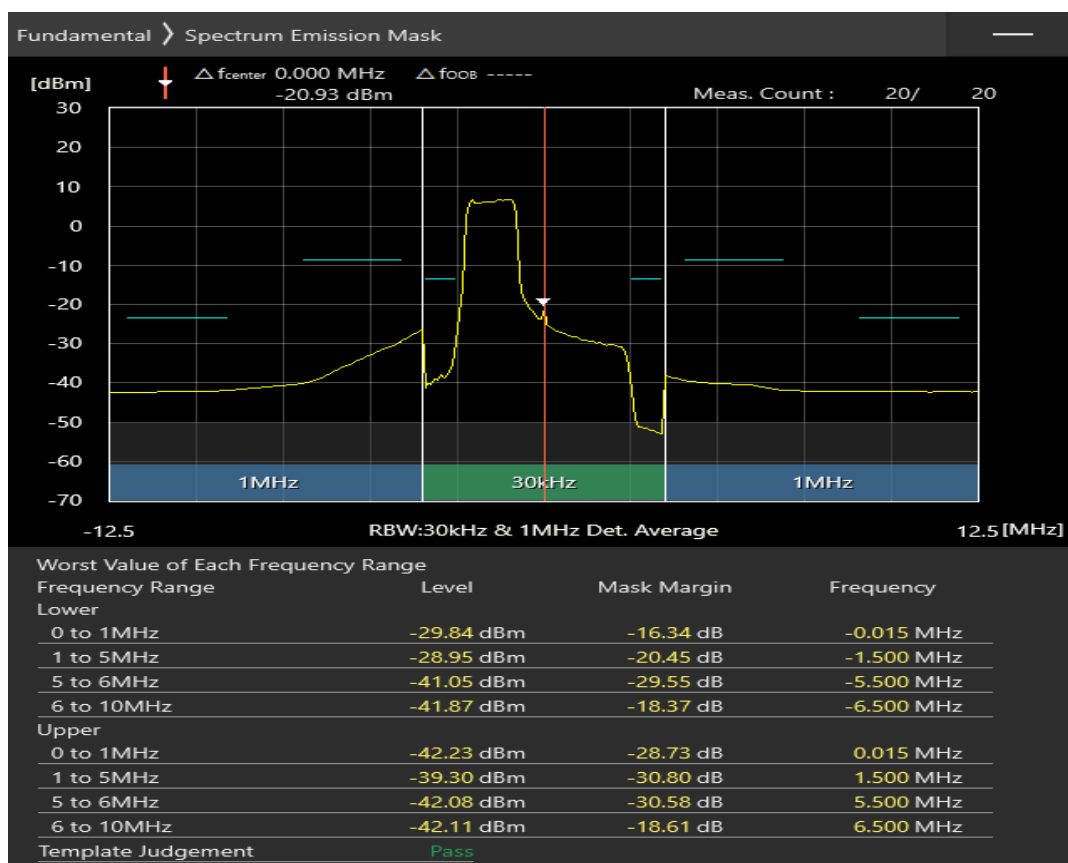 Fundamental ❯ Spectrum Emission Mask
[dBm] △ fcenter 0.000 MHz △ fOOB -----
-20.93 dBm Meas. Count : 20/ 20
30
20
10
0
-10
-20
-30
-40
-50
-60
1MHz 30kHz 1MHz
-70
-12.5 RBW:30kHz & 1MHz Det. Average 12.5 [MHz]
Worst Value of Each Frequency Range
Frequency Range Level Mask Margin Frequency
Lower
0 to 1MHz -29.84 dBm -16.34 dB -0.015 MHz
1 to 5MHz -28.95 dBm -20.45 dB -1.500 MHz
5 to 6MHz -41.05 dBm -29.55 dB -5.500 MHz
6 to 10MHz -41.87 dBm -18.37 dB -6.500 MHz
Upper
0 to 1MHz -42.23 dBm -28.73 dB 0.015 MHz
1 to 5MHz -39.30 dBm -30.80 dB 1.500 MHz
5 to 6MHz -42.08 dBm -30.58 dB 5.500 MHz
6 to 10MHz -42.11 dBm -18.61 dB 6.500 MHz
Template Judgement Pass